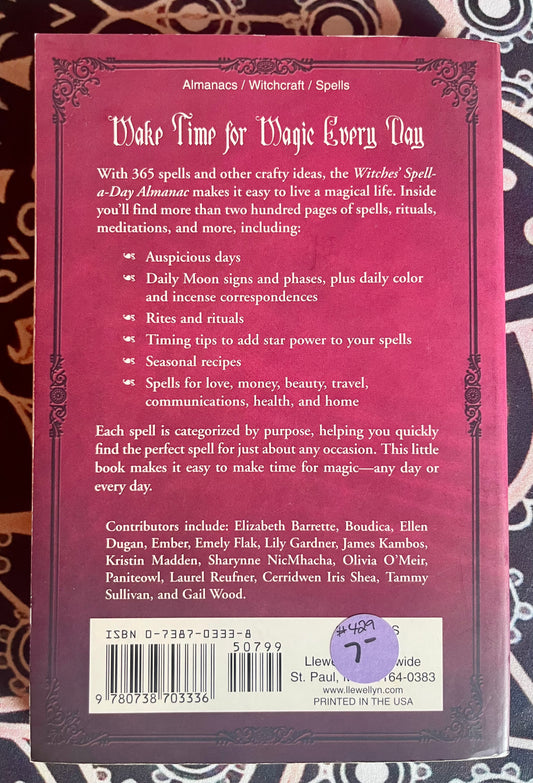 Almanacs / Witchcraft / Spells
Make Time for Magic Every Day
With 365 spells and other crafty ideas, the Witches' Spell-
a-Day Almanac makes it easy to live a magical life. Inside
you'll find more than two hundred pages of spells, rituals,
meditations, and more, including:
Auspicious days
Daily Moon signs and phases, plus daily color
and incense correspondences
Rites and rituals
Timing tips to add star power to your spells
Seasonal recipes
Spells for love, money, beauty, travel,
communications, health, and home
Each spell is categorized by purpose, helping you quickly
find the perfect spell for just about any occasion. This little
book makes it easy to make time for magic—any day or
every day.
Contributors include: Elizabeth Barrette, Boudica, Ellen
Dugan, Ember, Emely Flak, Lily Gardner, James Kambos,
Kristin Madden, Sharynne NicMhacha, Olivia O'Meir,
Paniteowl, Laurel Reufner, Cerridwen Iris Shea, Tammy
Sullivan, and Gail Wood.
ISBN 0-7387-0333-8
50799
9 780738 703336
#429
7-
St. Paul, 164-0383
www.llewellyn.com
PRINTED IN THE USA